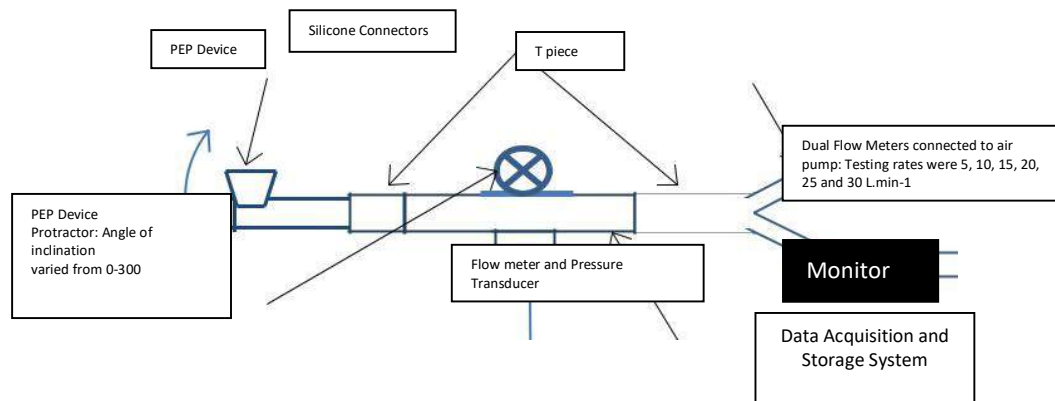 Silicone Connectors
PEP Device
T piece
Dual Flow Meters connected to air
pump: Testing rates were 5, 10, 15, 20,
25 and 30 L.min-1
PEP Device
Protractor: Angle of
inclination
varied from 0-300
Flow meter and Pressure
Transducer
Monitor
Data Acquisition and
Storage System